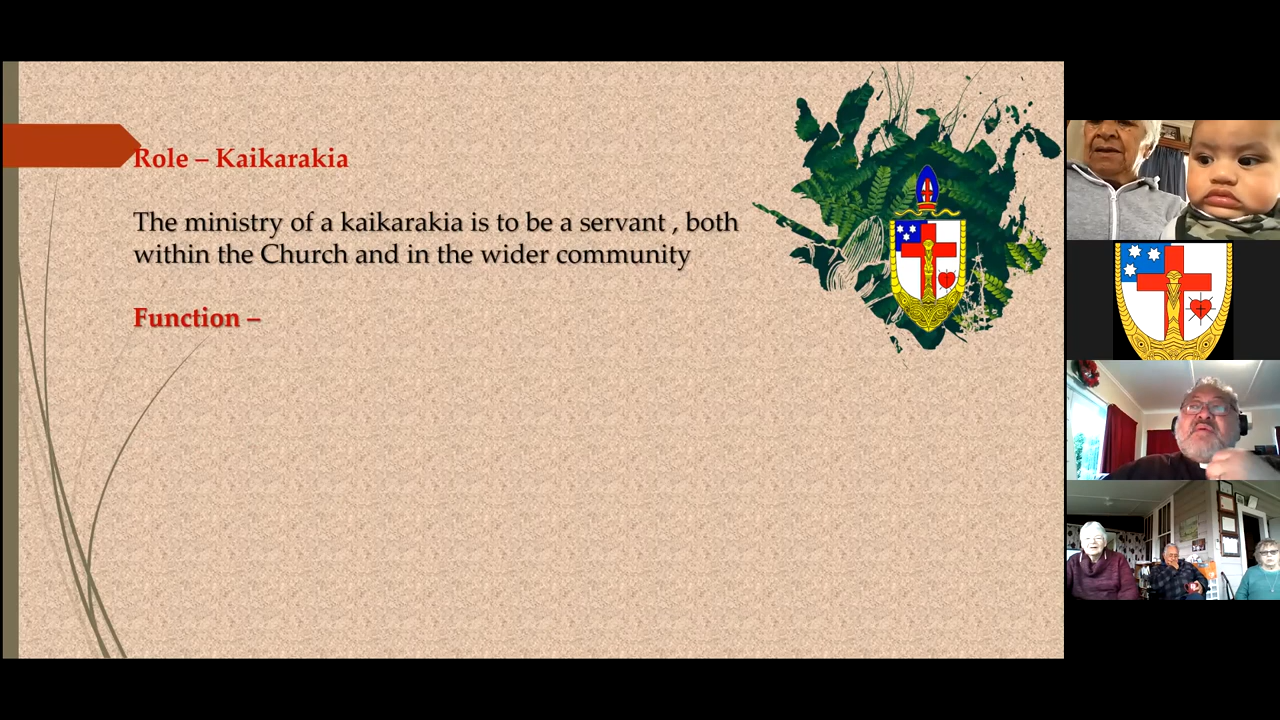 Role – Kaikarakia
The ministry of a kaikarakia is to be a servant , both
within the Church and in the wider community
Function –